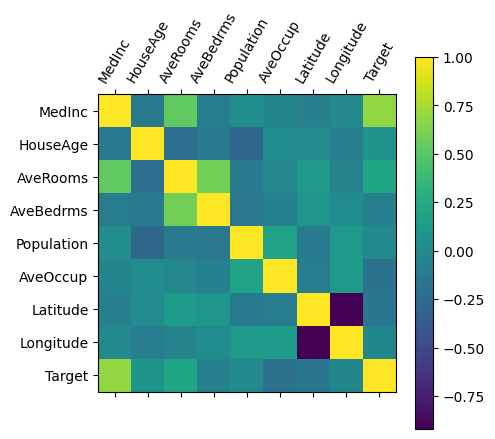 MedInc
HouseAge
AveRooms
AveBedrms
Population
AveOccup
Latitude
Longitude
Target
MedInc
HouseAge
AveRooms
AveBedrms
Population
AveOccup
Latitude
Longitude
Target
1.00
0.75
0.50
0.25
0.00
−0.25
−0.50
−0.75